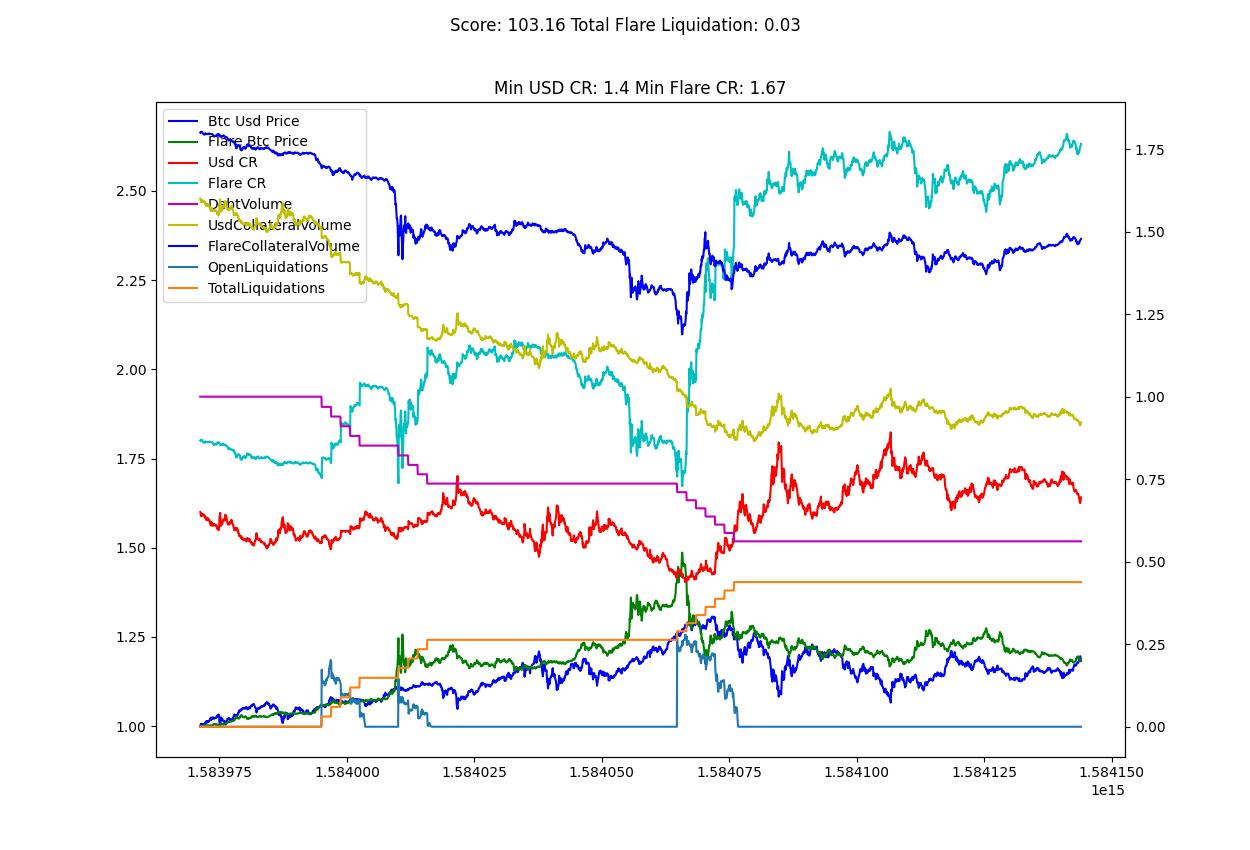 Score: 103.16 Total Flare Liquidation: 0.03
Min USD CR: 1.4 Min Flare CR: 1.67
Btc Usd Price
Flare Btc Price
Usd CR
Flare CR
DebtVolume
UsdCollateralVolume
FlareCollateralVolume
OpenLiquidations
TotalLiquidations
2.50
2.25
2.00
1.75
1.50
1.25
1.00
1.75
1.50
1.25
1.00
0.75
0.50
0.25
0.00
1.583975 1.584000 1.584025 1.584050 1.584075 1.584100 1.584125 1.584150
1e15